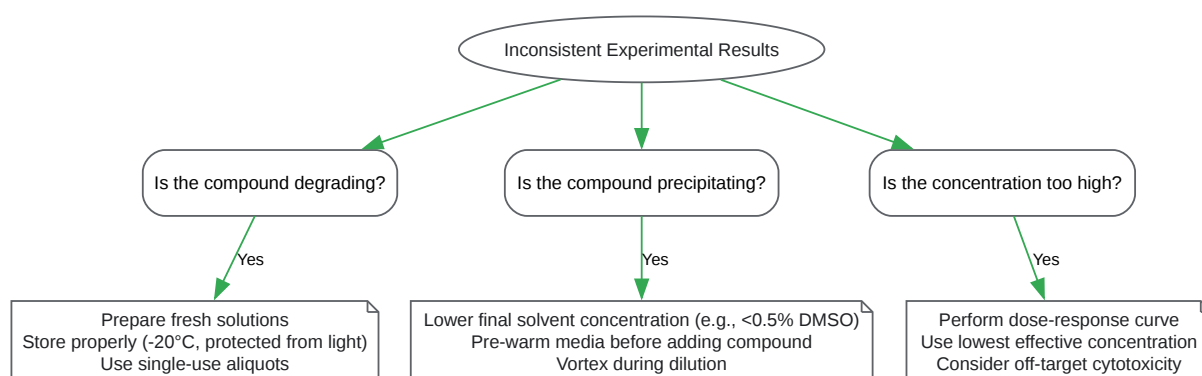 Inconsistent Experimental Results
Is the compound degrading?
Is the compound precipitating?
Is the concentration too high?
Yes
Yes
Yes
Prepare fresh solutions
Store properly (-20°C, protected from light)
Use single-use aliquots
Lower final solvent concentration (e.g., <0.5% DMSO)
Pre-warm media before adding compound
Vortex during dilution
Perform dose-response curve
Use lowest effective concentration
Consider off-target cytotoxicity